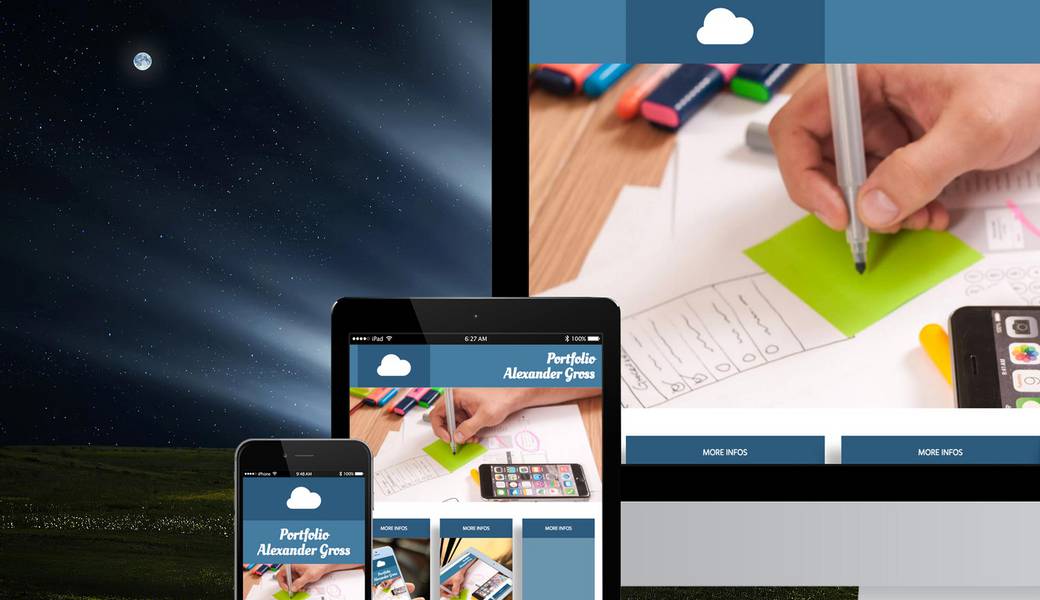 MORE INFOS
MORE INFOS
iPad
6:27 AM
100%
Portfolio
Alexander Gross
MORE INFOS
MORE INFOS
MORE INFOS
iPhone
9:48 AM
100%
Portfolio
Alexander Gross